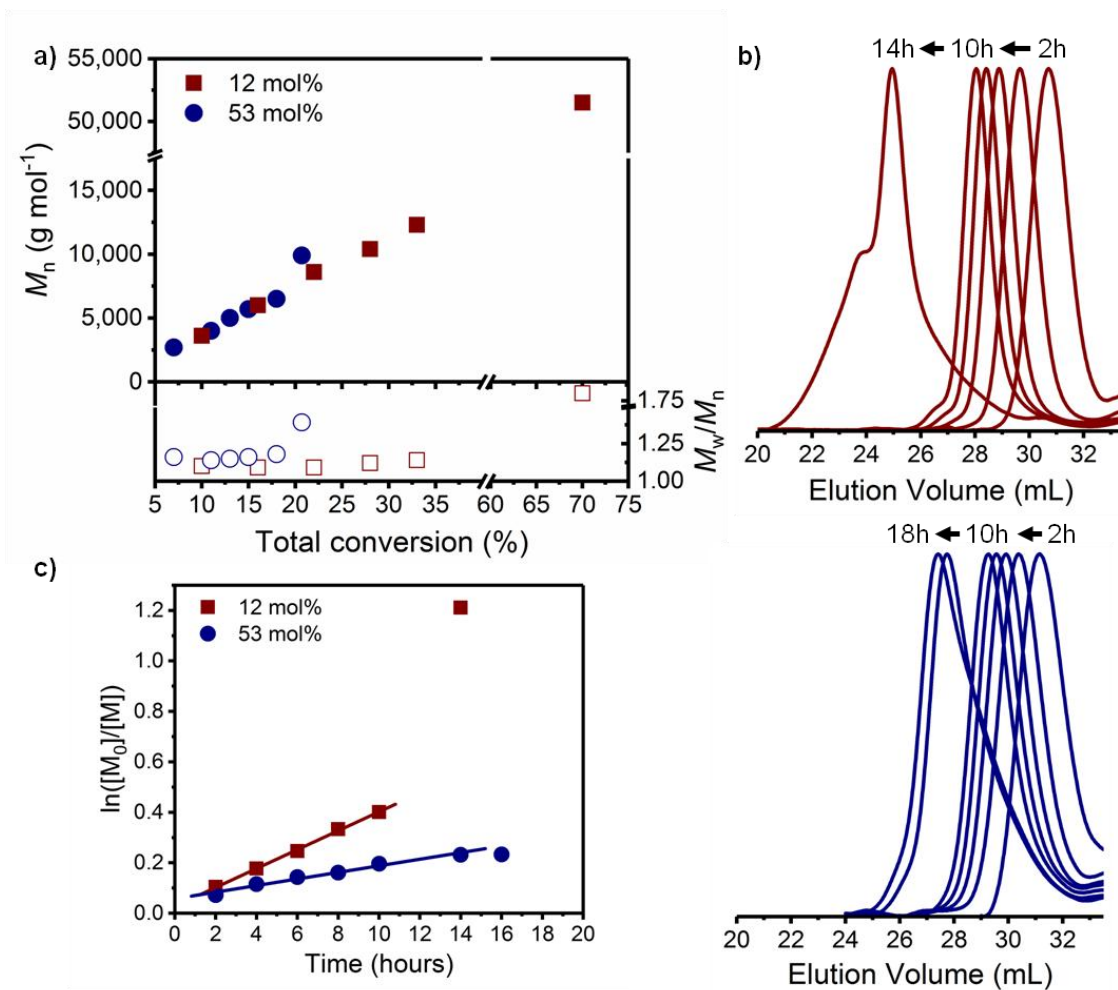 a)
55,000
50,000
15,000
10,000
5,000
0
Mn (g mol⁻¹)
12 mol%
53 mol%
1.75
1.25
1.00
Mw/Mn
5 10 15 20 25 30 35 40 60 65 70 75
Total conversion (%)
b)
14h 10h 2h
20 22 24 26 28 30 32
Elution Volume (mL)
18h 10h 2h
20 22 24 26 28 30 32
Elution Volume (mL)
c)
12 mol%
53 mol%
1.2
1.0
0.8
0.6
0.4
0.2
0.0
ln([M₀]/[M])
0 2 4 6 8 10 12 14 16 18 20
Time (hours)